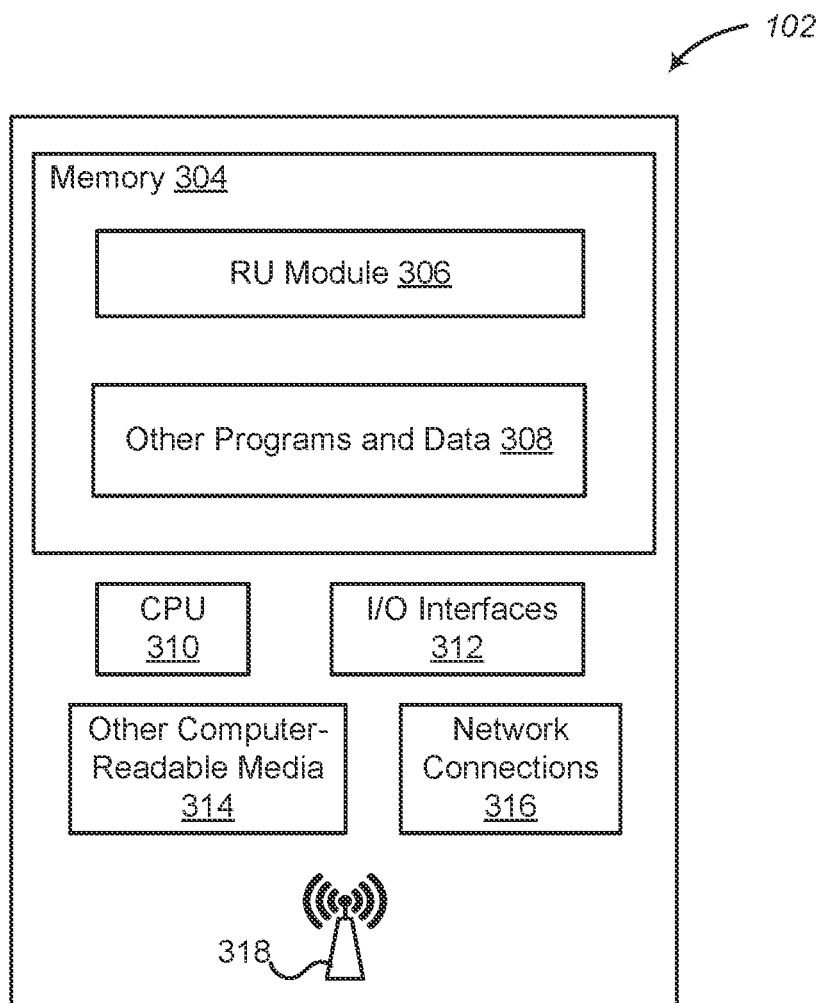 102
Memory 304
RU Module 306
Other Programs and Data 308
CPU
310
I/O Interfaces
312
Other Computer-
Readable Media
314
Network
Connections
316
318